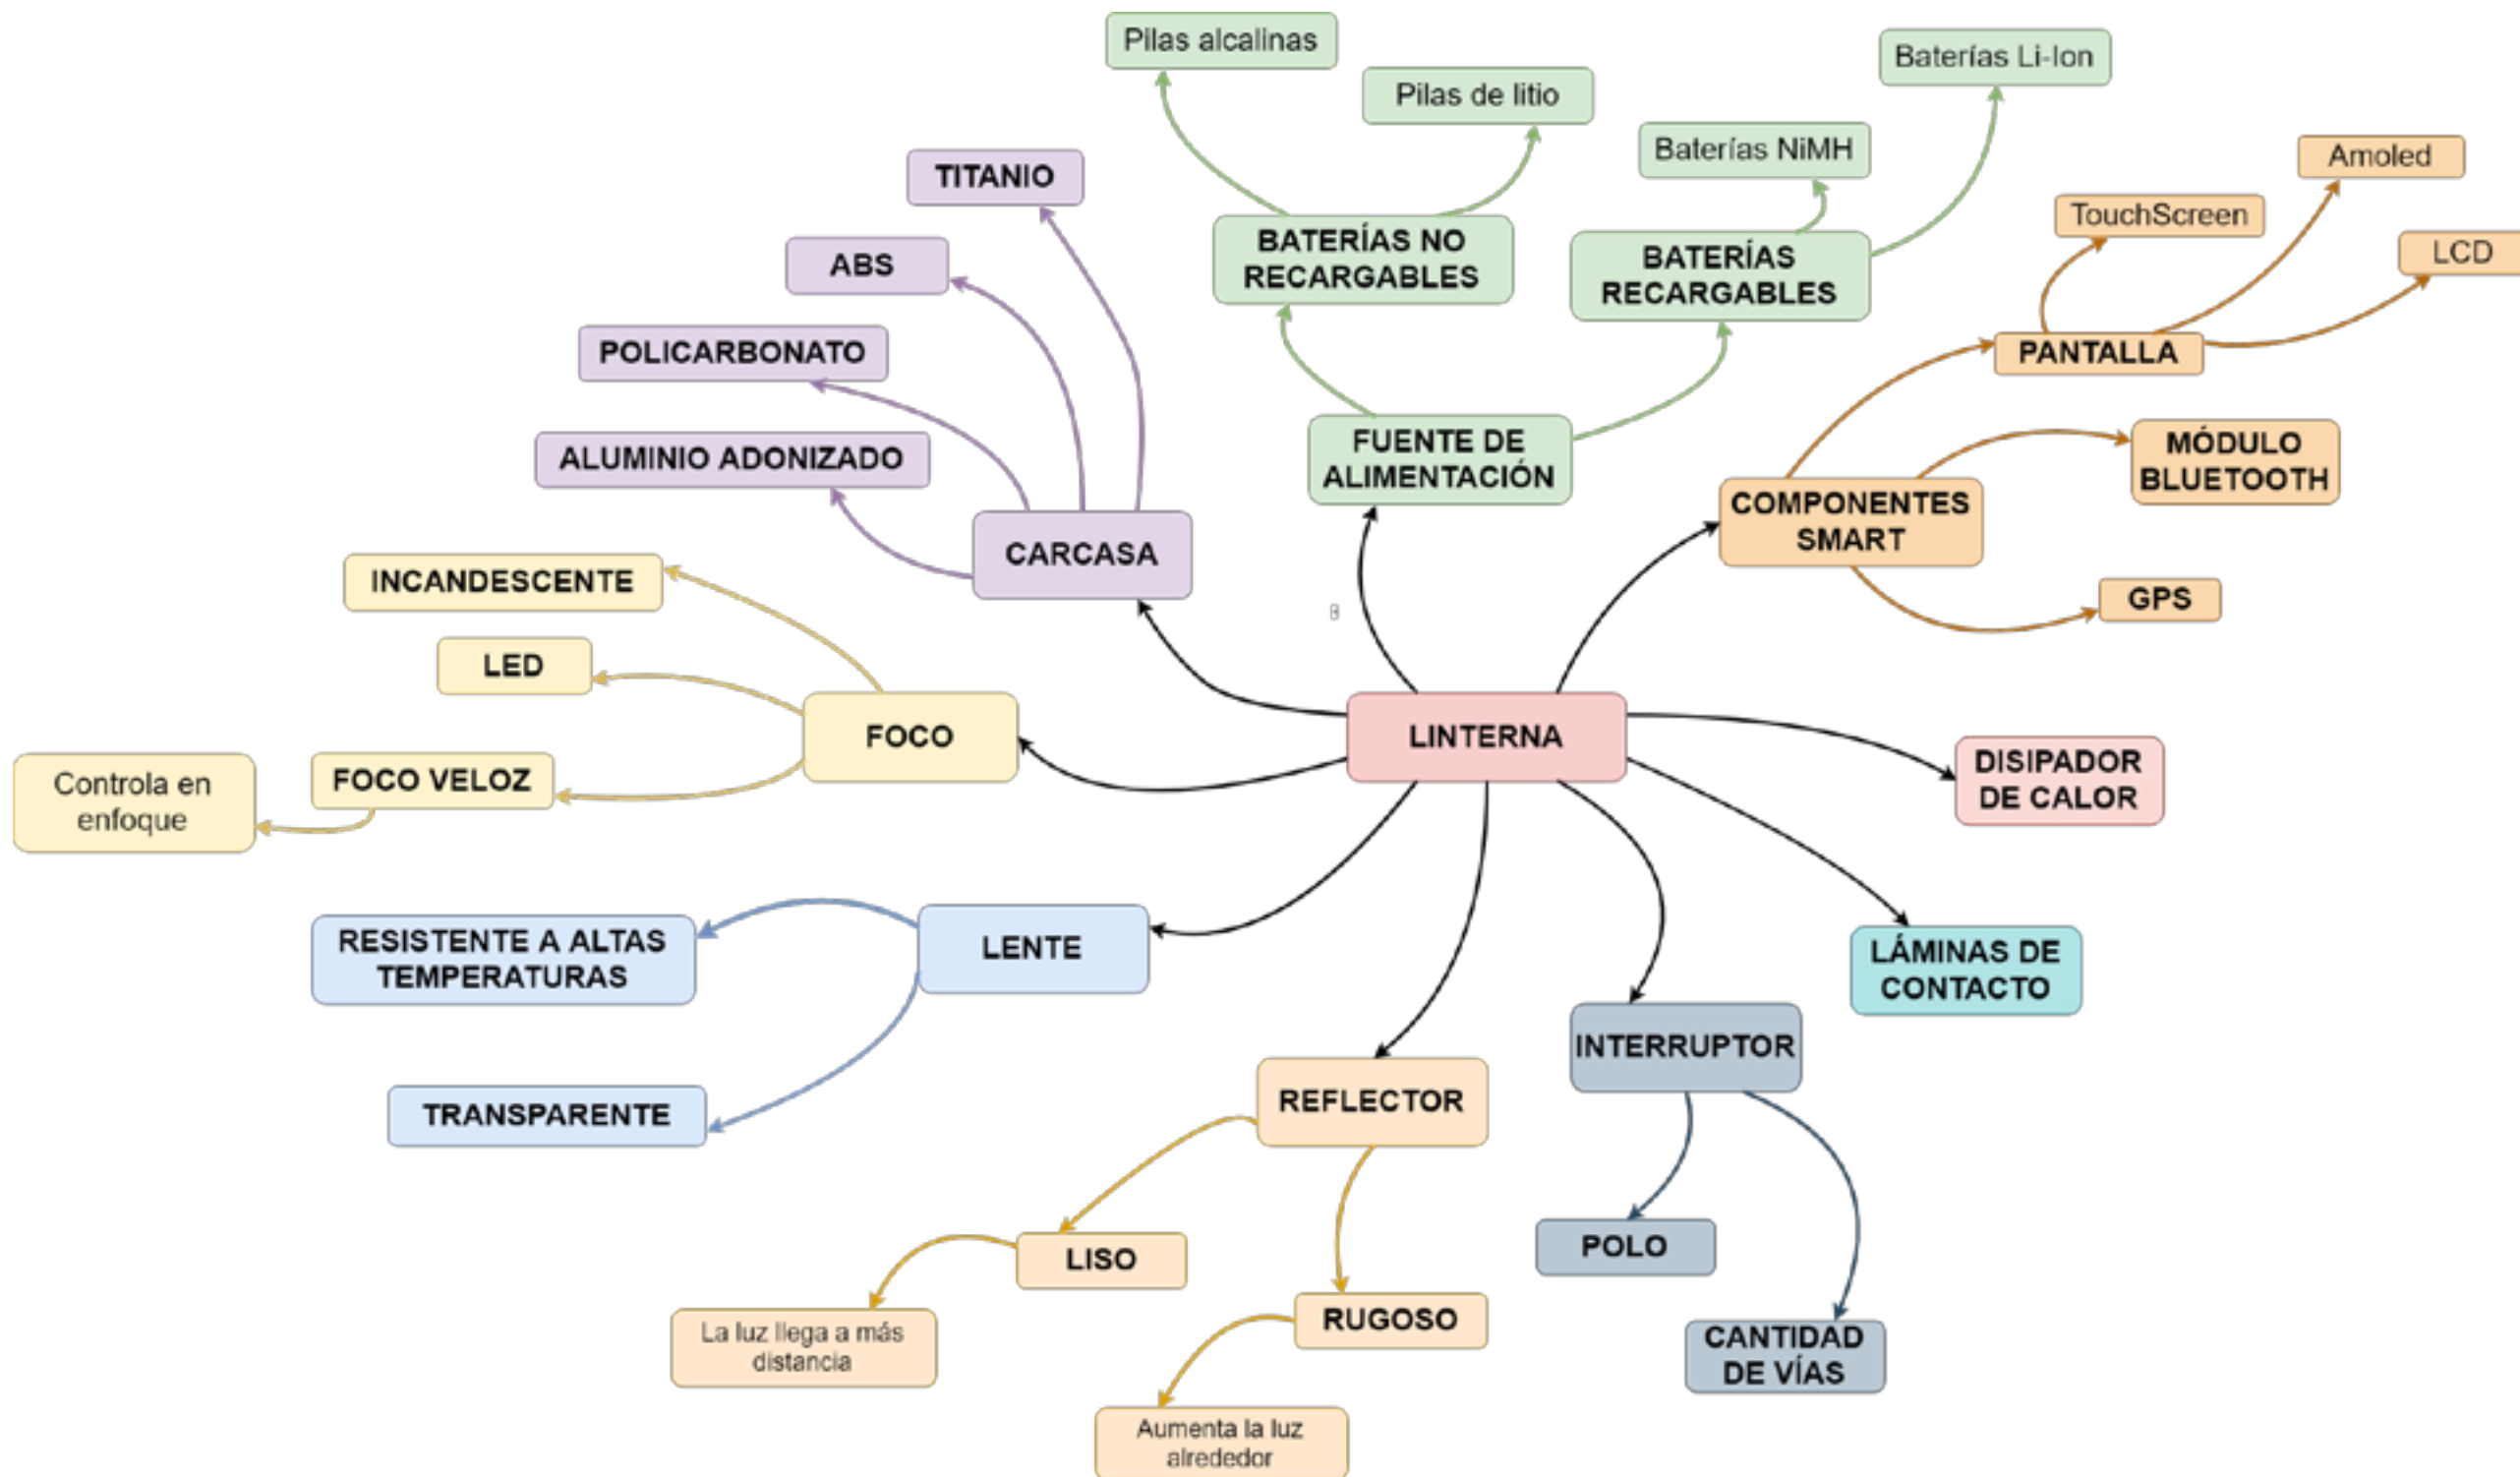 Pilas alcalinas
Pilas de litio
Baterías Li-Ion
Baterías NiMH
Amoled
TouchScreen
LCD
TITANIO
ABS
POLICARBONATO
ALUMINIO ADONIZADO
BATERÍAS NO
RECARGABLES
BATERÍAS
RECARGABLES
PANTALLA
FUENTE DE
ALIMENTACIÓN
MÓDULO
BLUETOOTH
COMPONENTES
SMART
GPS
CARCASA
INCANDESCENTE
LED
FOCO
FOCO VELOZ
Controla en
enfoque
LINTERNA
DISIPADOR
DE CALOR
LENTE
RESISTENTE A ALTAS
TEMPERATURAS
TRANSPARENTE
LÁMINAS DE
CONTACTO
INTERRUPTOR
REFLECTOR
POLO
CANTIDAD
DE VÍAS
LISO
La luz llega a más
distancia
RUGOSO
Aumenta la luz
alrededor